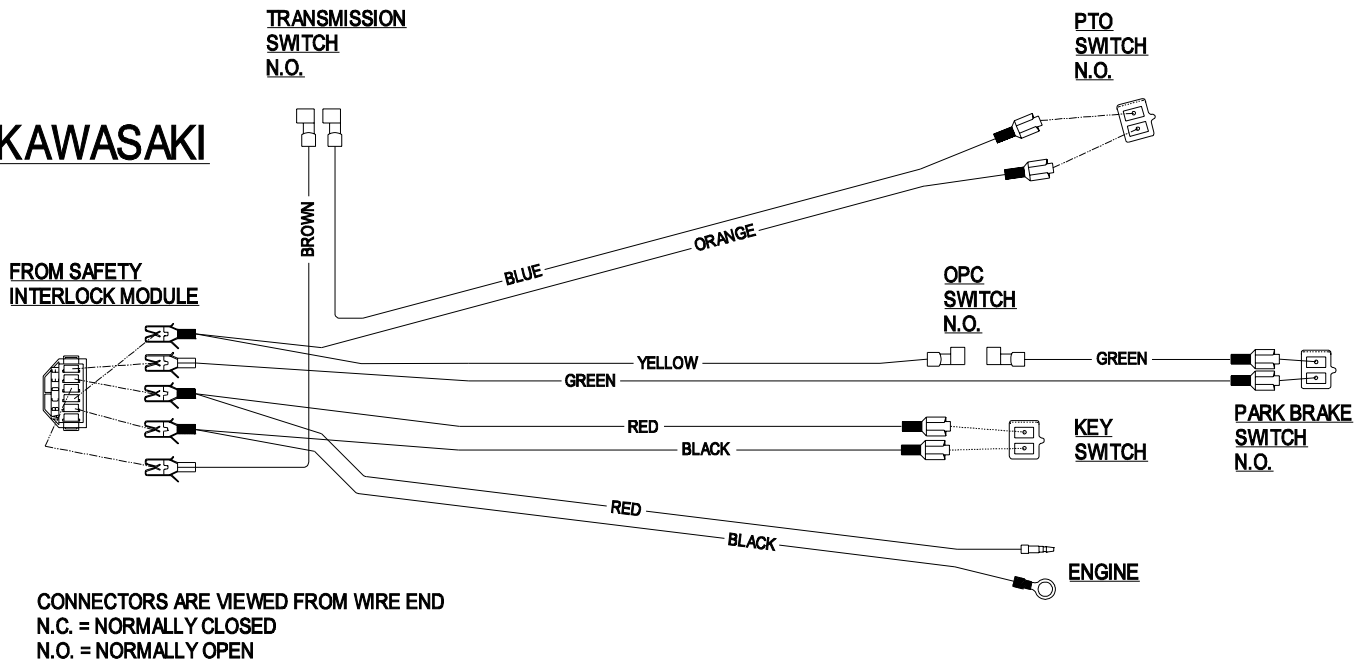 TRANSMISSION
SWITCH
N.O.
PTO
SWITCH
N.O.
KAWASAKI
BROWN
ORANGE
BLUE
FROM SAFETY
INTERLOCK MODULE
OPC
SWITCH
N.O.
YELLOW
GREEN
GREEN
RED
BLACK
KEY
SWITCH
PARK BRAKE
SWITCH
N.O.
RED
BLACK
ENGINE
CONNECTORS ARE VIEWED FROM WIRE END
N.C. = NORMALLY CLOSED
N.O. = NORMALLY OPEN